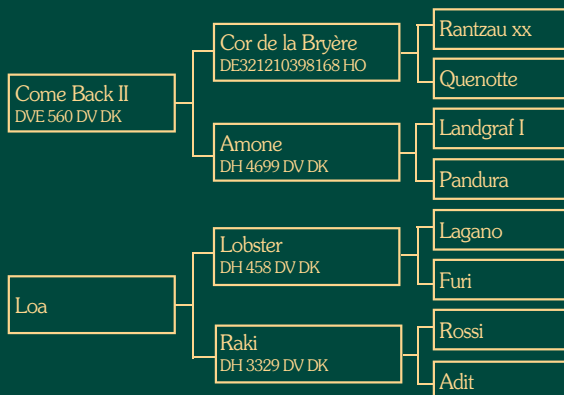 Come Back II
DVE 560 DV DK
Cor de la Bryère
DE321210398168 HO
Rantzau xx
Quenotte
Amone
DH 4699 DV DK
Landgraf I
Pandura
Loa
Lobster
DH 458 DV DK
Lagano
Furi
Raki
DH 3329 DV DK
Rossi
Adit